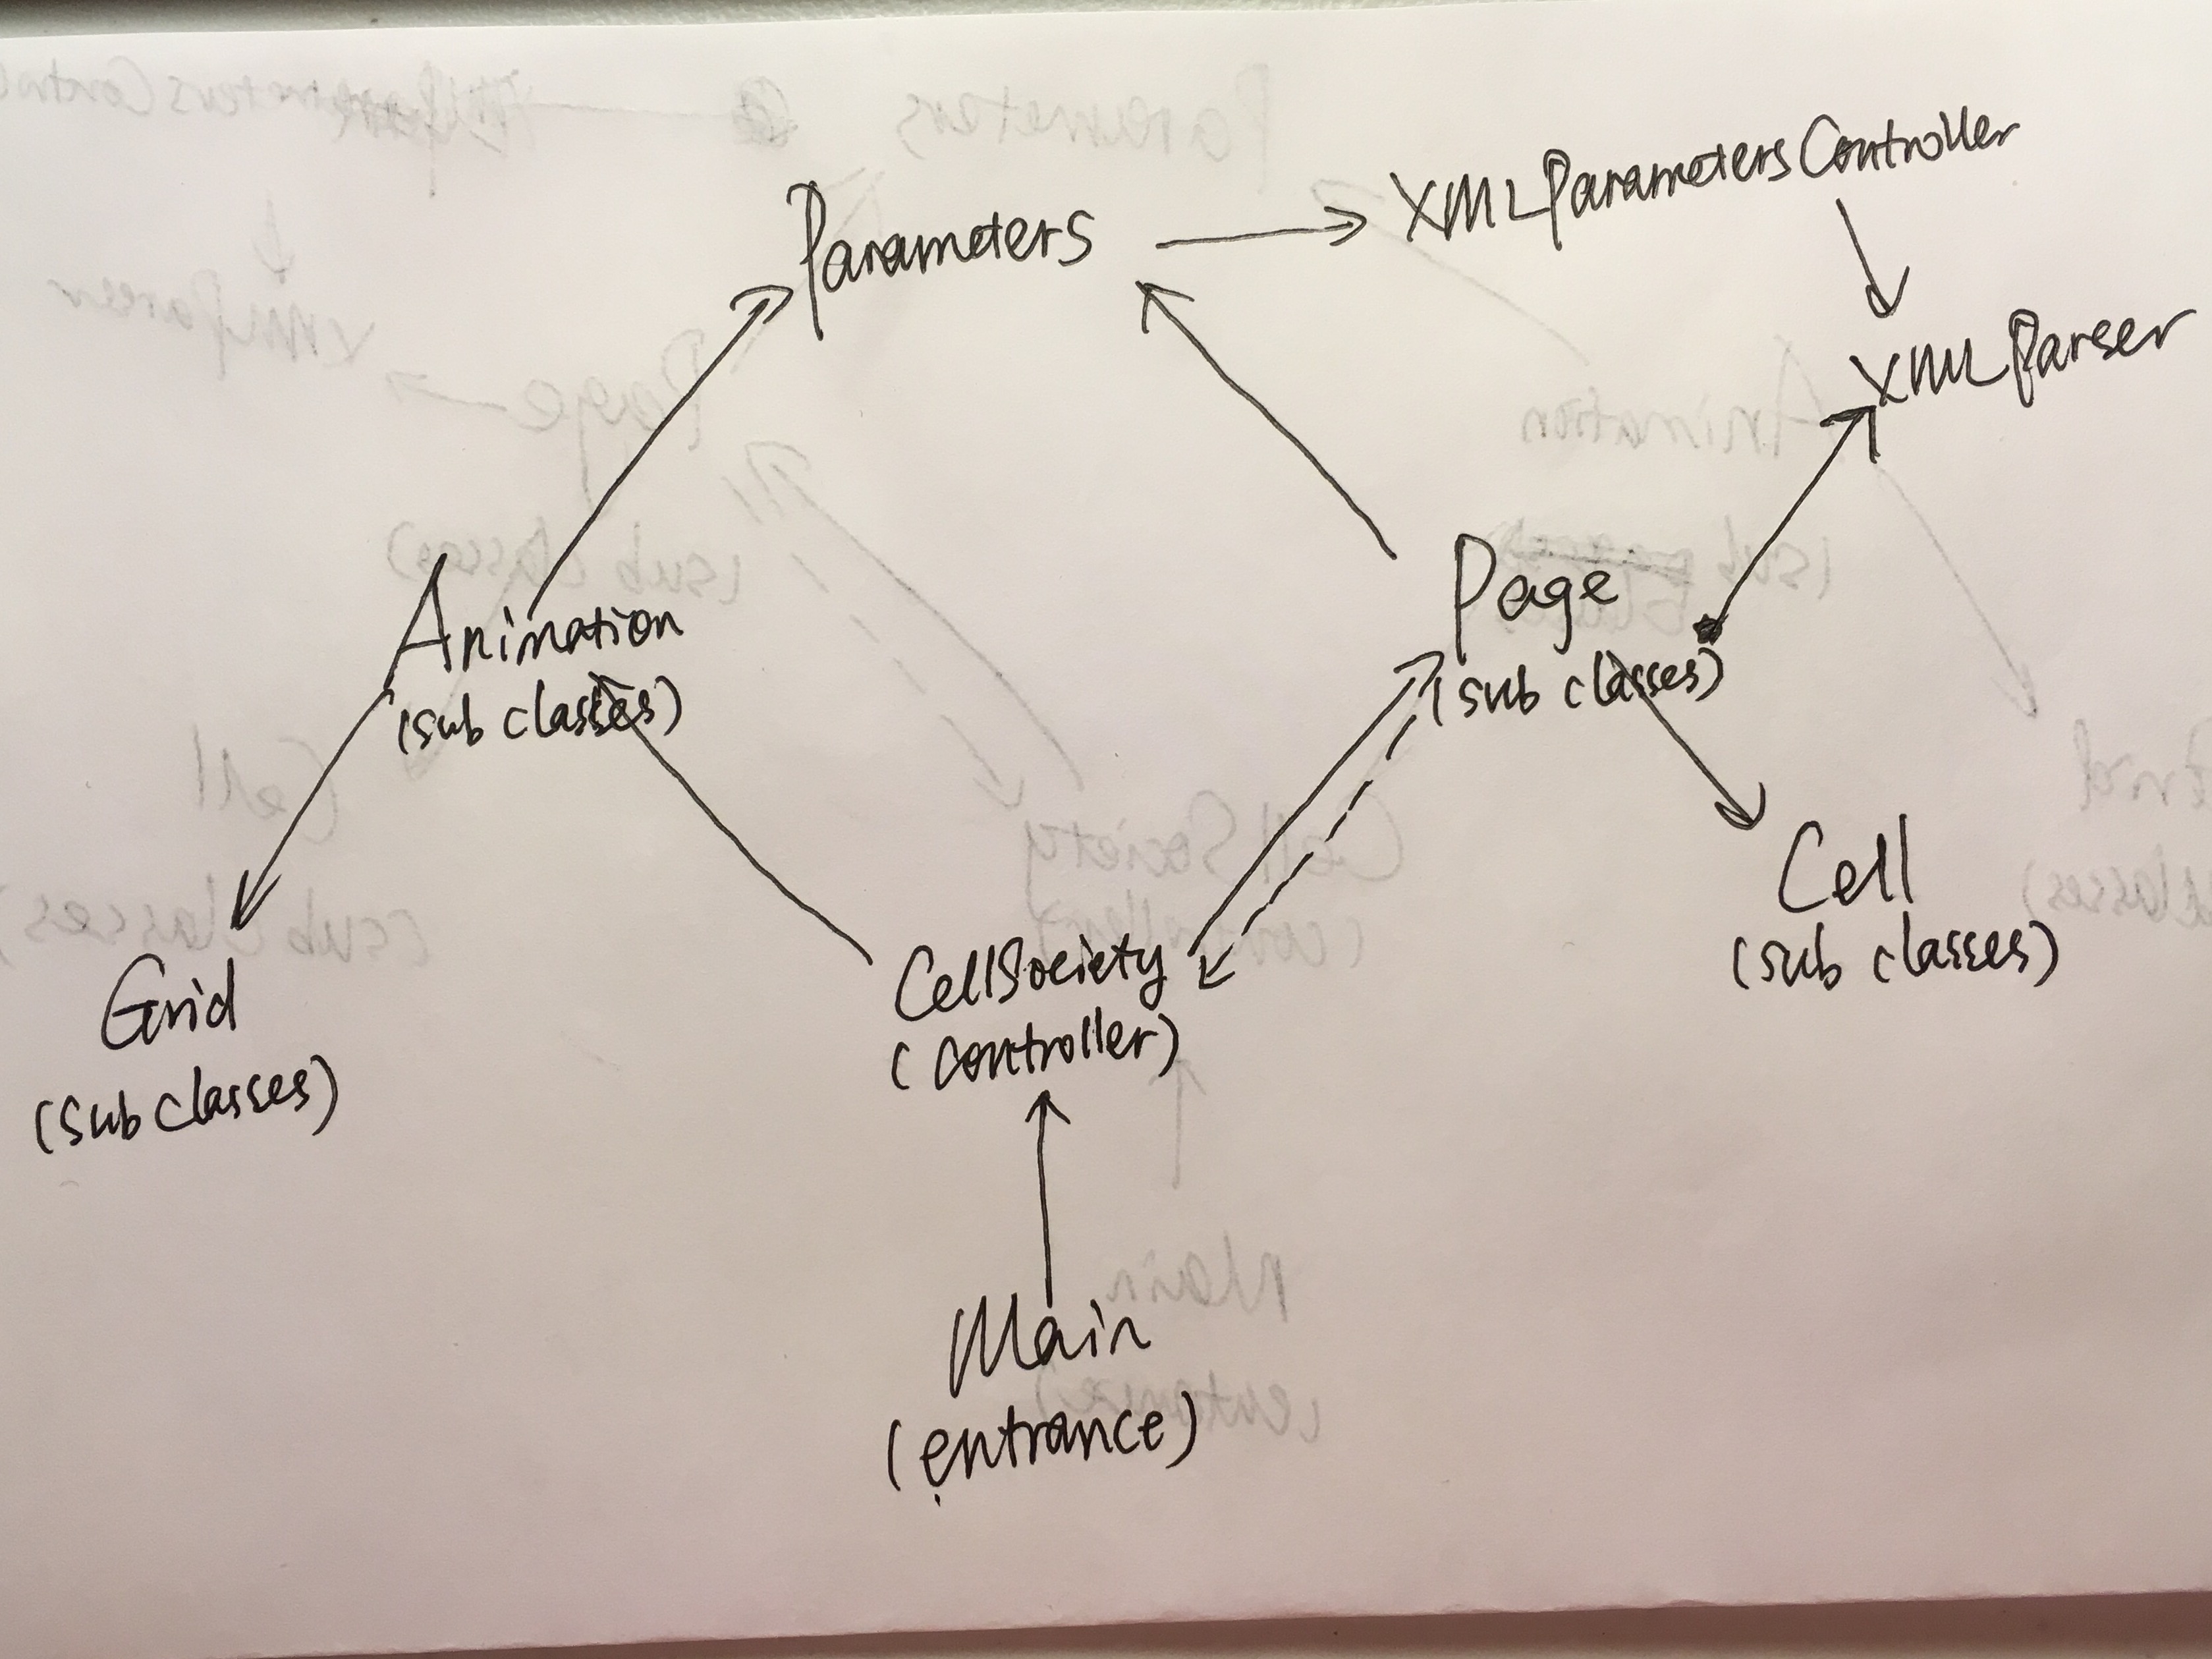 Parameters
XMLParametersController
XMLParser
Animation
(sub classes)
Page
(sub classes)
Grid
(sub classes)
CellSociety
(controller)
Cell
(sub classes)
Main
(entrance)